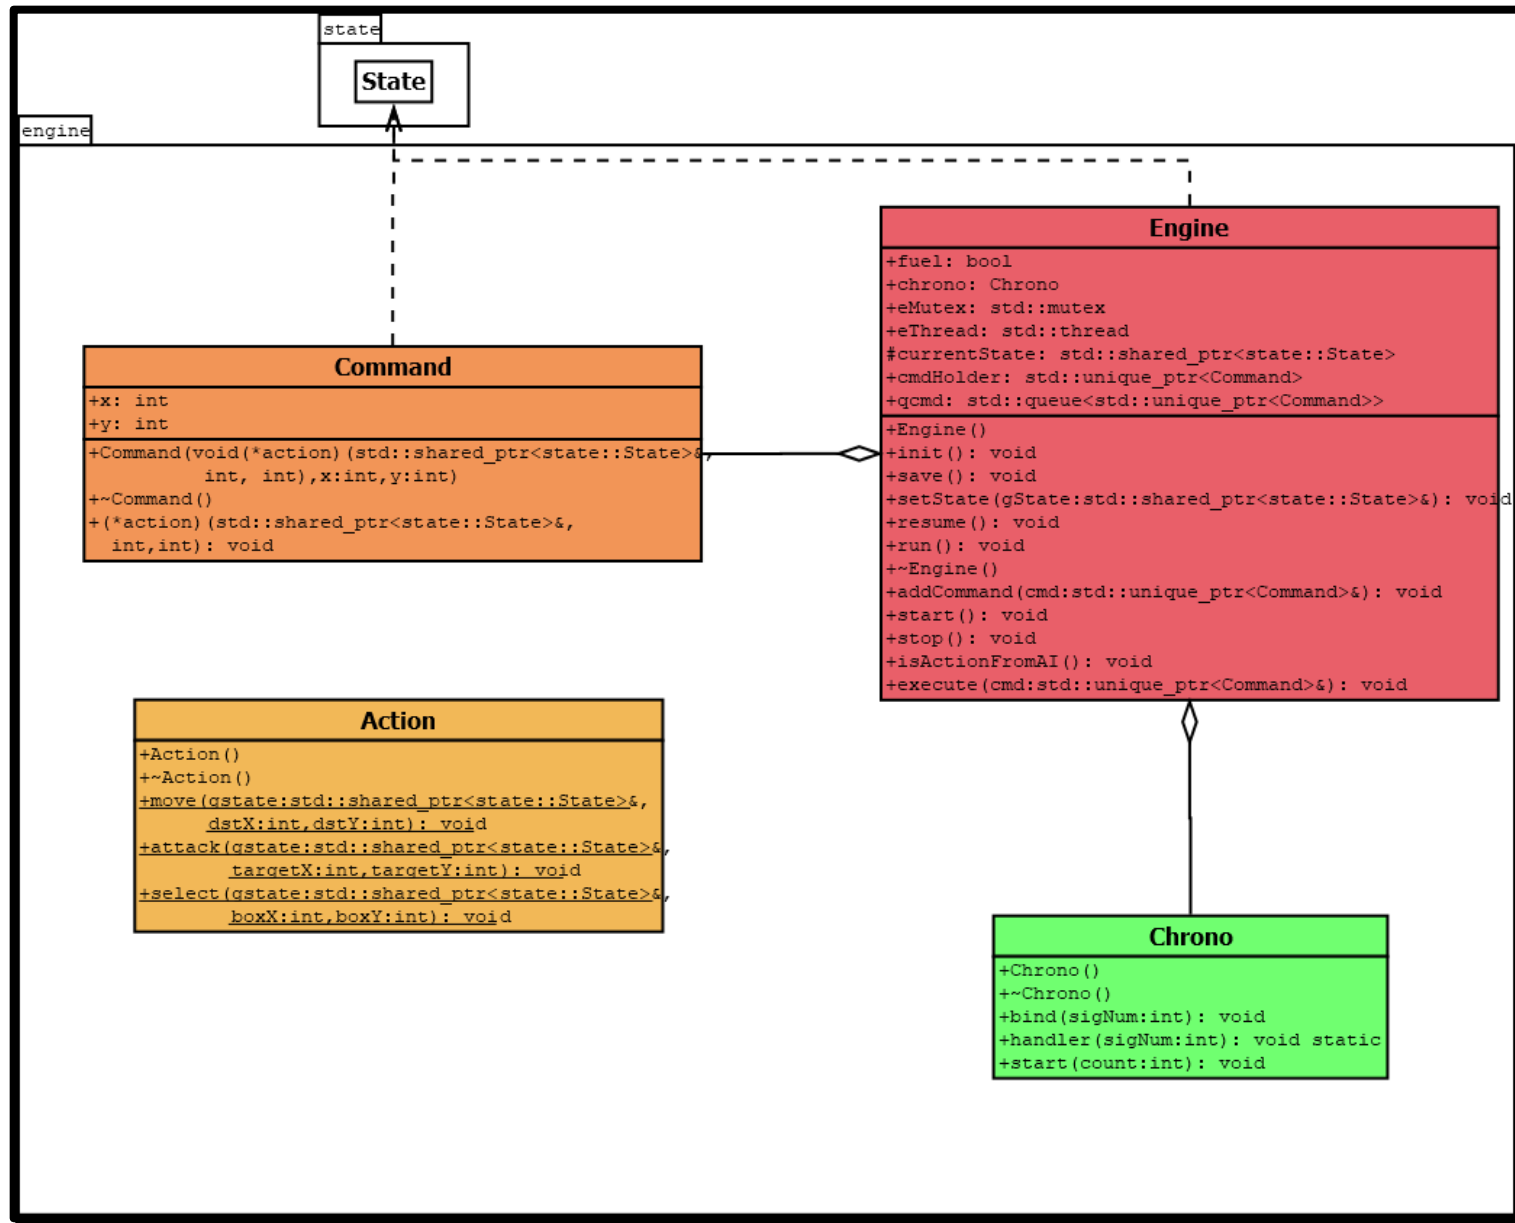 state
State
engine
Engine
+fuel: bool
+chrono: Chrono
+eMutex: std::mutex
+eThread: std::thread
#currentState: std::shared_ptr<state::State>
+cmdHolder: std::unique_ptr<Command>
+qcmd: std::queue<std::unique_ptr<Command>>
+Engine()
+init(): void
+save(): void
+setState(gState:std::shared_ptr<state::State>&): void
+resume(): void
+run(): void
+~Engine()
+addCommand(cmd:std::unique_ptr<Command>&): void
+start(): void
+stop(): void
+isActionFromAI(): void
+execute(cmd:std::unique_ptr<Command>&): void
Command
+x: int
+y: int
+Command(void(*action)(std::shared_ptr<state::State>&,
int, int),x:int,y:int)
+~Command()
+(*action)(std::shared_ptr<state::State>&,
int,int): void
Action
+Action()
+~Action()
+move(gstate:std::shared_ptr<state::State>&,
dstX:int,dstY:int): void
+attack(gstate:std::shared_ptr<state::State>&,
targetX:int,targetY:int): void
+select(gstate:std::shared_ptr<state::State>&,
boxX:int,boxY:int): void
Chrono
+Chrono()
+~Chrono()
+bind(sigNum:int): void
+handler(sigNum:int): void static
+start(count:int): void